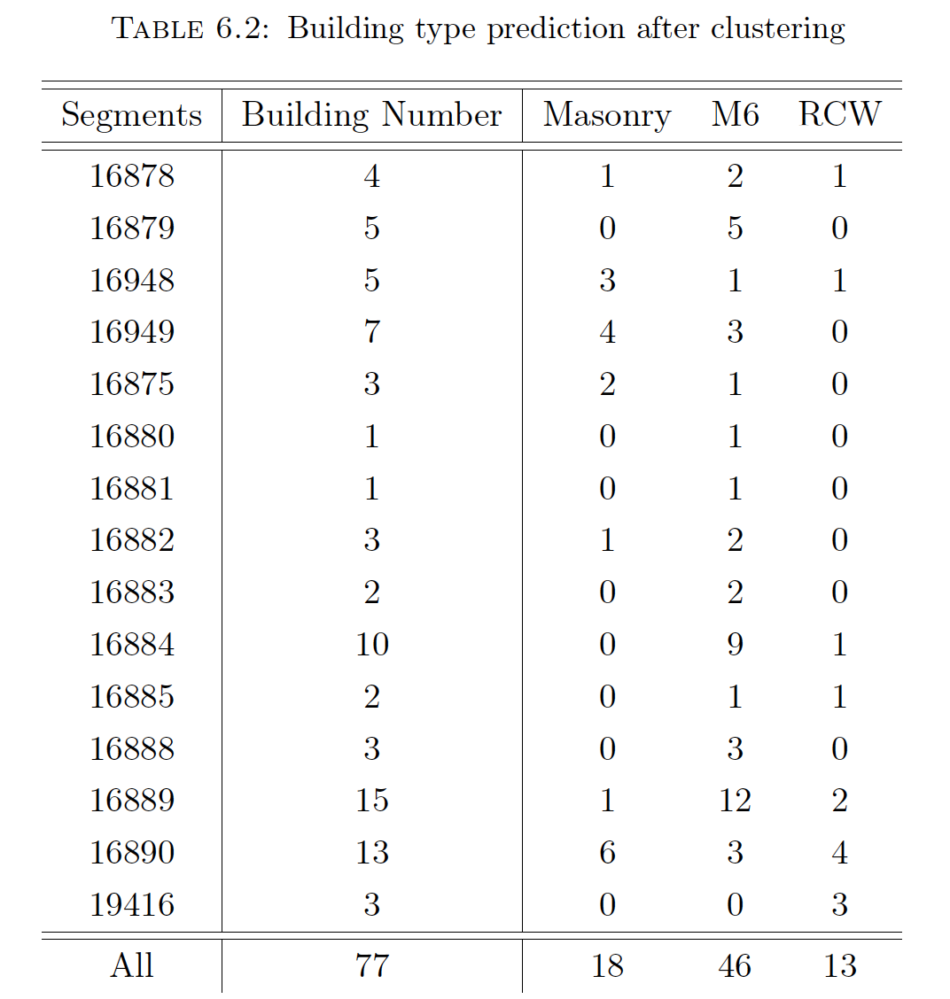 TABLE 6.2: Building type prediction after clustering
Segments Building Number Masonry M6 RCW
16878 4 1 2 1
16879 5 0 5 0
16948 5 3 1 1
16949 7 4 3 0
16875 3 2 1 0
16880 1 0 1 0
16881 1 0 1 0
16882 3 1 2 0
16883 2 0 2 0
16884 10 0 9 1
16885 2 0 1 1
16888 3 0 3 0
16889 15 1 12 2
16890 13 6 3 4
19416 3 0 0 3
All 77 18 46 13